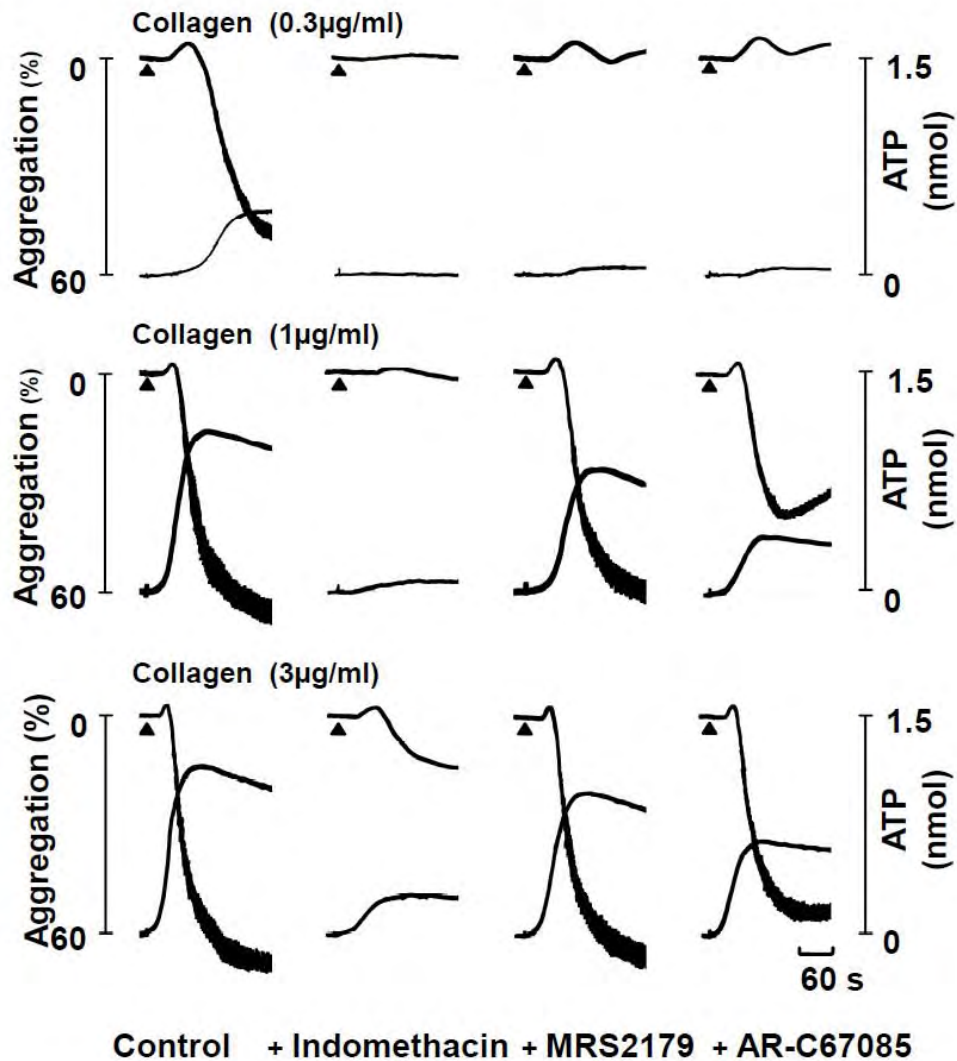 Collagen (0.3µg/ml)
Aggregation (%)
0
60
1.5
0
ATP
(nmol)
Collagen (1µg/ml)
Aggregation (%)
0
60
1.5
0
ATP
(nmol)
Collagen (3µg/ml)
Aggregation (%)
0
60
1.5
0
ATP
(nmol)
60 s
Control + Indomethacin + MRS2179 + AR-C67085